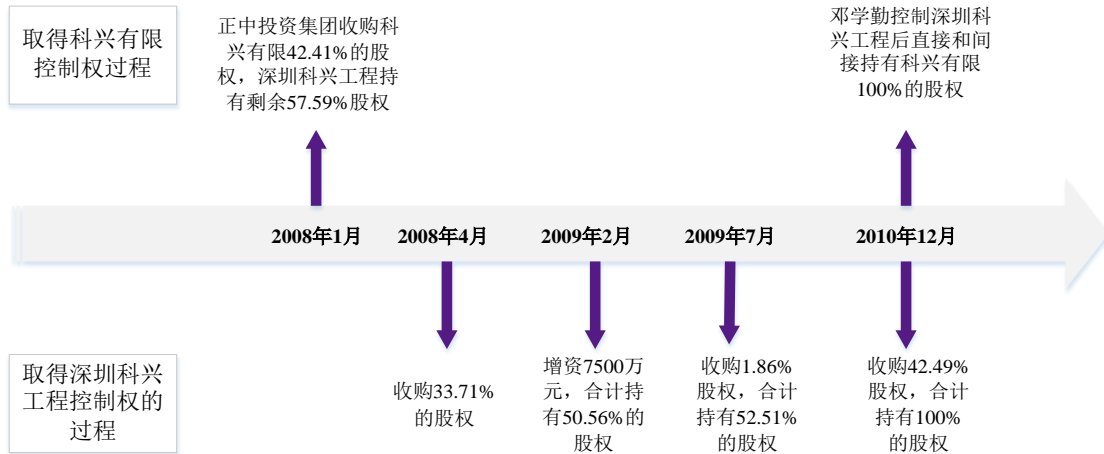 取得科兴有限
控制权过程
正中投资集团收购科
兴有限42.41%的股
权，深圳科兴工程持
有剩余57.59%股权
邓学勤控制深圳科
兴工程后直接和间
接持有科兴有限
100%的股权
2008年1月
2008年4月
2009年2月
2009年7月
2010年12月
取得深圳科兴
工程控制权的
过程
收购33.71%
的股权
增资7500万
元，合计持
有50.56%的
股权
收购1.86%
股权，合计
持有52.51%
的股权
收购42.49%
股权，合计
持有100%
的股权